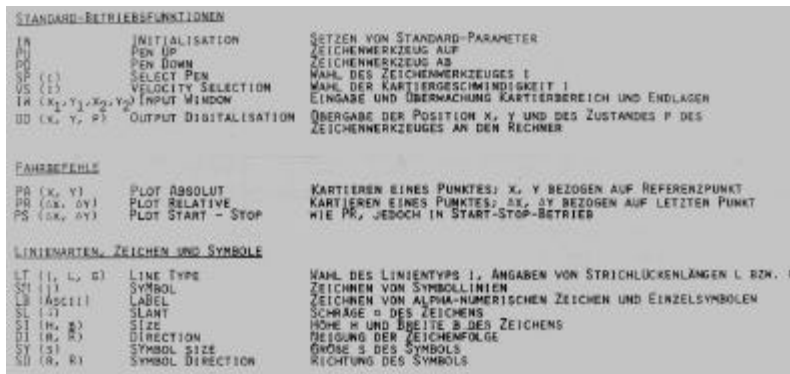 STANDARD-BETRIEBSFUNKTIONEN
IN INITIALISATION SETZEN VON STANDARD-PARAMETER
PU PEN UP ZEICHENWERKZEUG AUF
PD PEN DOWN ZEICHENWERKZEUG AB
SP (I) SELECT PEN WAHL DES ZEICHENWERKZEUGES I
VS (I) VELOCITY SELECTION WAHL DER KARTIERGESCHWINDIGKEIT I
IW (X1,Y1,X2,Y2) INPUT WINDOW EINGABE UND ÜBERWACHUNG KARTIERBEREICH UND ENDLAGEN
OD (X, Y, P) OUTPUT DIGITALISATION ÜBERGABE DER POSITION X, Y UND DES ZUSTANDES P DES
ZEICHENWERKZEUGES AN DEN RECHNER
FAHRBEFEHLE
PA (X, Y) PLOT ABSOLUT KARTIEREN EINES PUNKTES; X, Y BEZOGEN AUF REFERENZPUNKT
PR (ΔX, ΔY) PLOT RELATIVE KARTIEREN EINES PUNKTES; ΔX, ΔY BEZOGEN AUF LETZTEN PUNKT
PS (ΔX, ΔY) PLOT START - STOP WIE PR, JEDOCH IN START-STOP-BETRIEB
LINIENARTEN, ZEICHEN UND SYMBOLE
LT (I, L, G) LINE TYPE WAHL DES LINIENTYPS I, ANGABEN VON STRICHLÜCKENLÄNGEN L BZW.
SM SYMBOL ZEICHNEN VON SYMBOLLINIEN
LB (ASCII) LABEL ZEICHNEN VON ALPHA-NUMERISCHEN ZEICHEN UND EINZELSYMBOLEN
SL SLANT SCHRÄGE α DES ZEICHENS
SI (H, B) SIZE HÖHE H UND BREITE B DES ZEICHENS
DI (R, R) DIRECTION NEIGUNG DER ZEICHENFOLGE
SY (S) SYMBOL SIZE GRÖßE S DES SYMBOLS
SD (R, R) SYMBOL DIRECTION RICHTUNG DES SYMBOLS